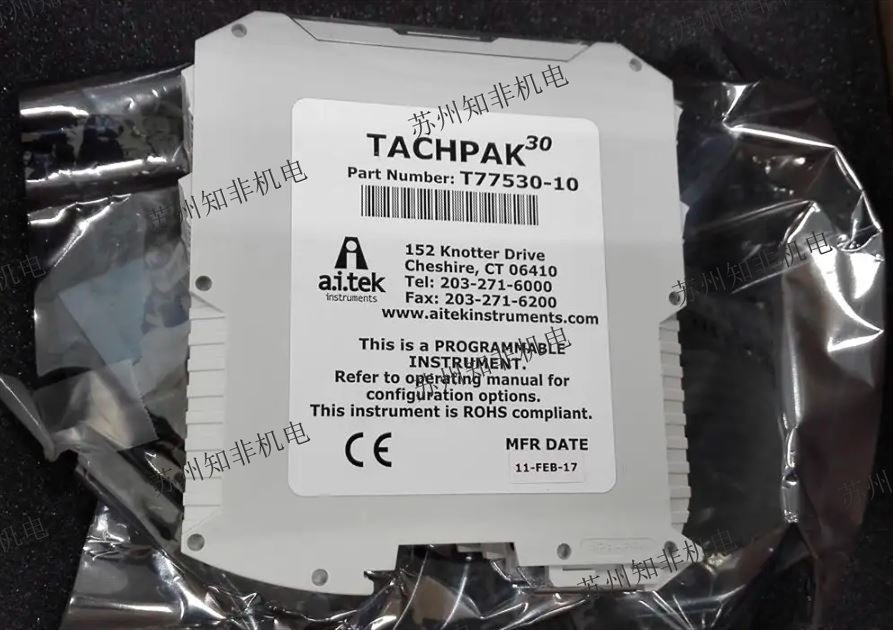 TACHPAK30
Part Number: T77530-10
a.i.tek
instruments
152 Knotter Drive
Cheshire, CT 06410
Tel: 203-271-6000
Fax: 203-271-6200
www.aitekinstruments.com
This is a PROGRAMMABLE
INSTRUMENT.
Refer to operating manual for
configuration options.
This instrument is ROHS compliant.
CE
MFR DATE
11-FEB-17
苏州知非机电
苏州知非机电
苏州知非机电
苏州知非机电
苏州知非机电
苏州知非机电